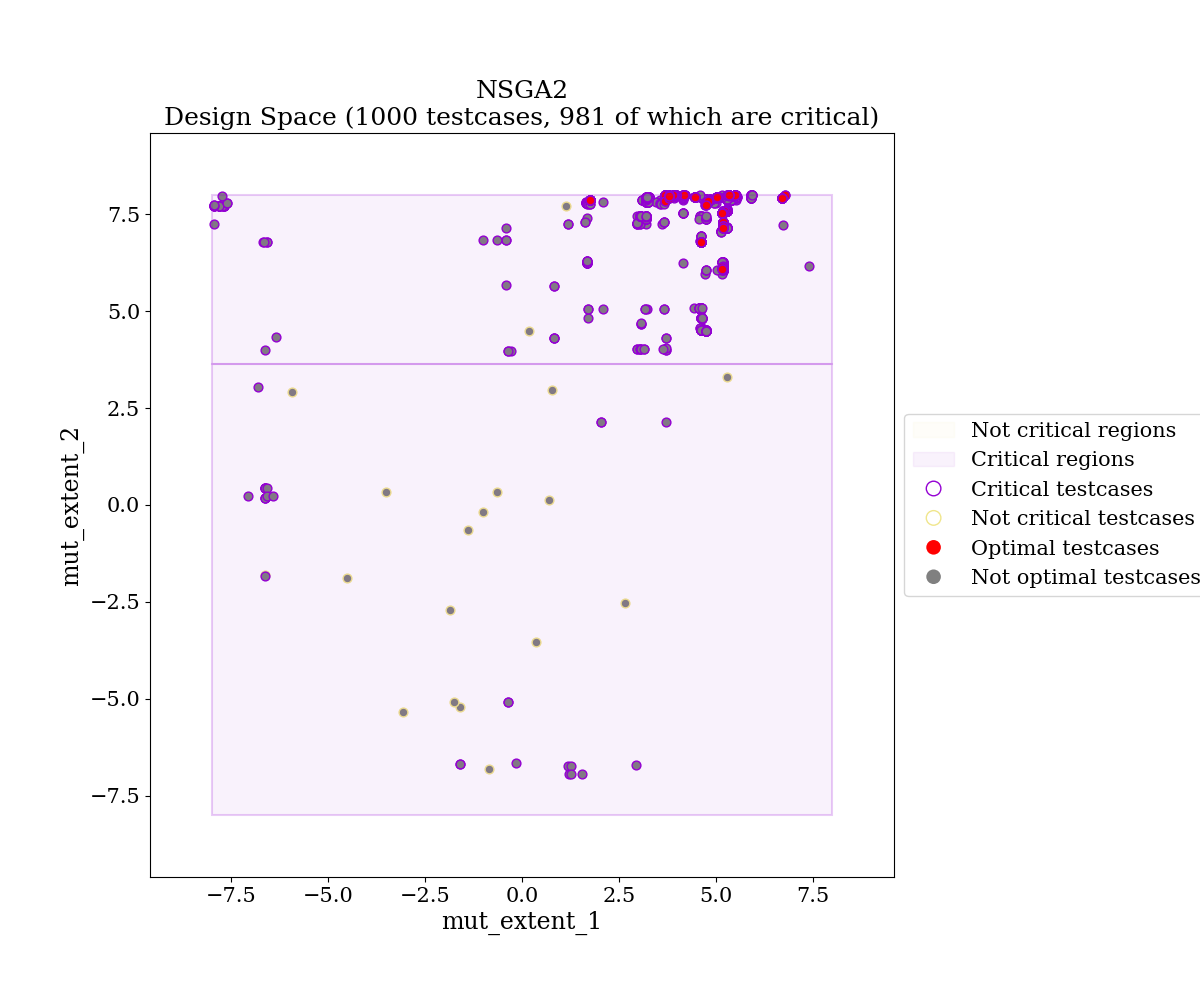 NSGA2
Design Space (1000 testcases, 981 of which are critical)
mut_extent_2
7.5
5.0
2.5
0.0
−2.5
−5.0
−7.5
−7.5
−5.0
−2.5
0.0
2.5
5.0
7.5
mut_extent_1
Not critical regions
Critical regions
Critical testcases
Not critical testcases
Optimal testcases
Not optimal testcases